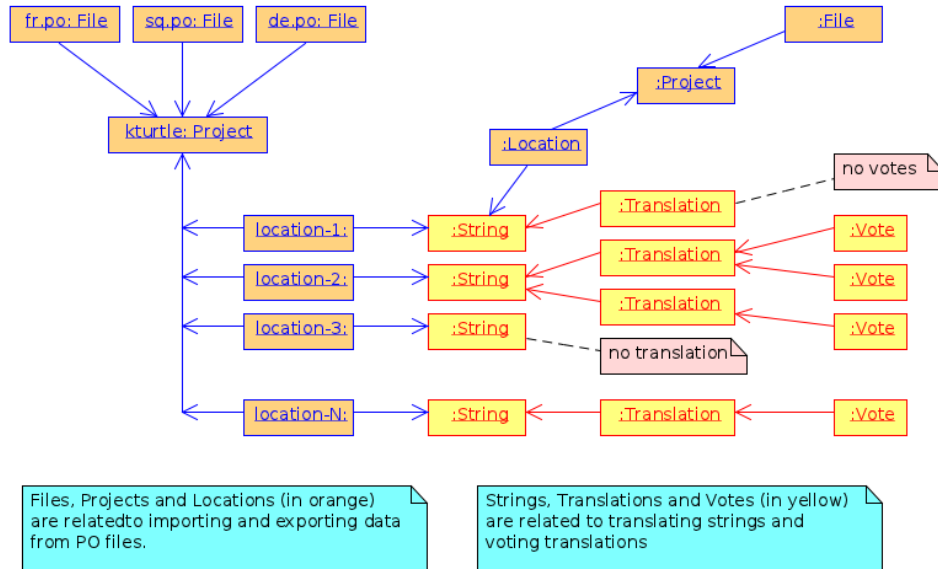 fr.po: File
sq.po: File
de.po: File
:File
:Project
kturtle: Project
:Location
no votes
:Translation
location-1:
:String
:Vote
:Translation
location-2:
:String
:Vote
:Translation
location-3:
:String
:Vote
no translation
location-N:
:String
:Translation
:Vote
Files, Projects and Locations (in orange)
are relatedto importing and exporting data
from PO files.
Strings, Translations and Votes (in yellow)
are related to translating strings and
voting translations